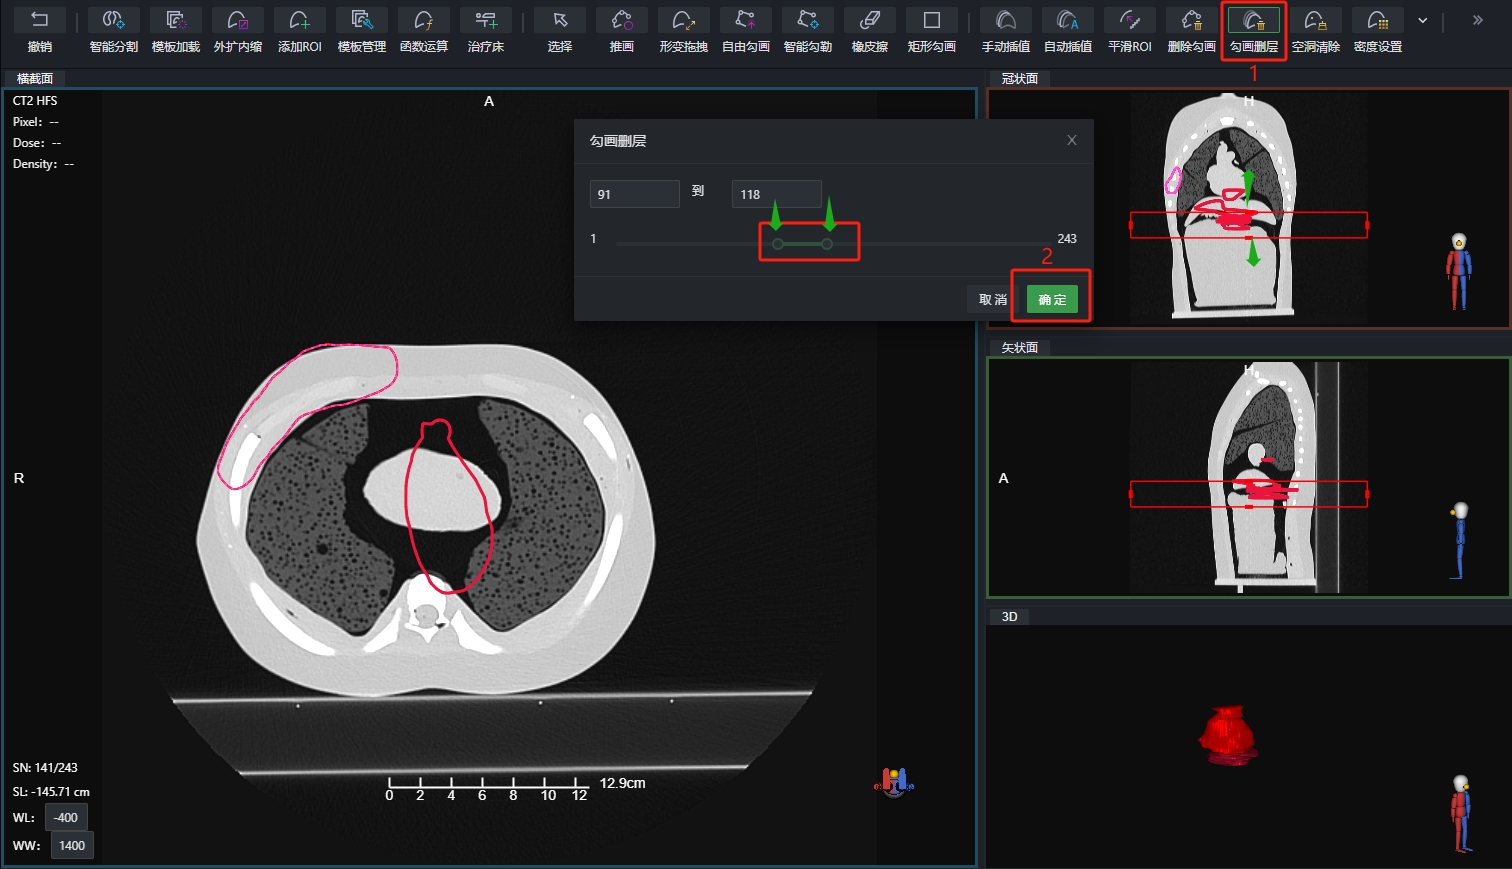 撤销 智能分割 模板加载 外扩内缩 添加ROI 模板管理 函数运算 治疗床 选择 推画 形变拖拽 自由勾画 智能勾勒 橡皮擦 矩形勾画 手动插值 自动插值 平滑ROI 删除勾画 勾画删层 空洞清除 密度设置
1
横截面
CT2 HFS
Pixel: --
Dose: --
Density: --
A
R
勾画删层
X
91 到 118
1 243
2
取消 确定
SN: 141/243
SL: -145.71 cm
WL: -400
WW: 1400
0 2 4 6 8 10 12 12.9cm
冠状面
H
矢状面
H
A
3D